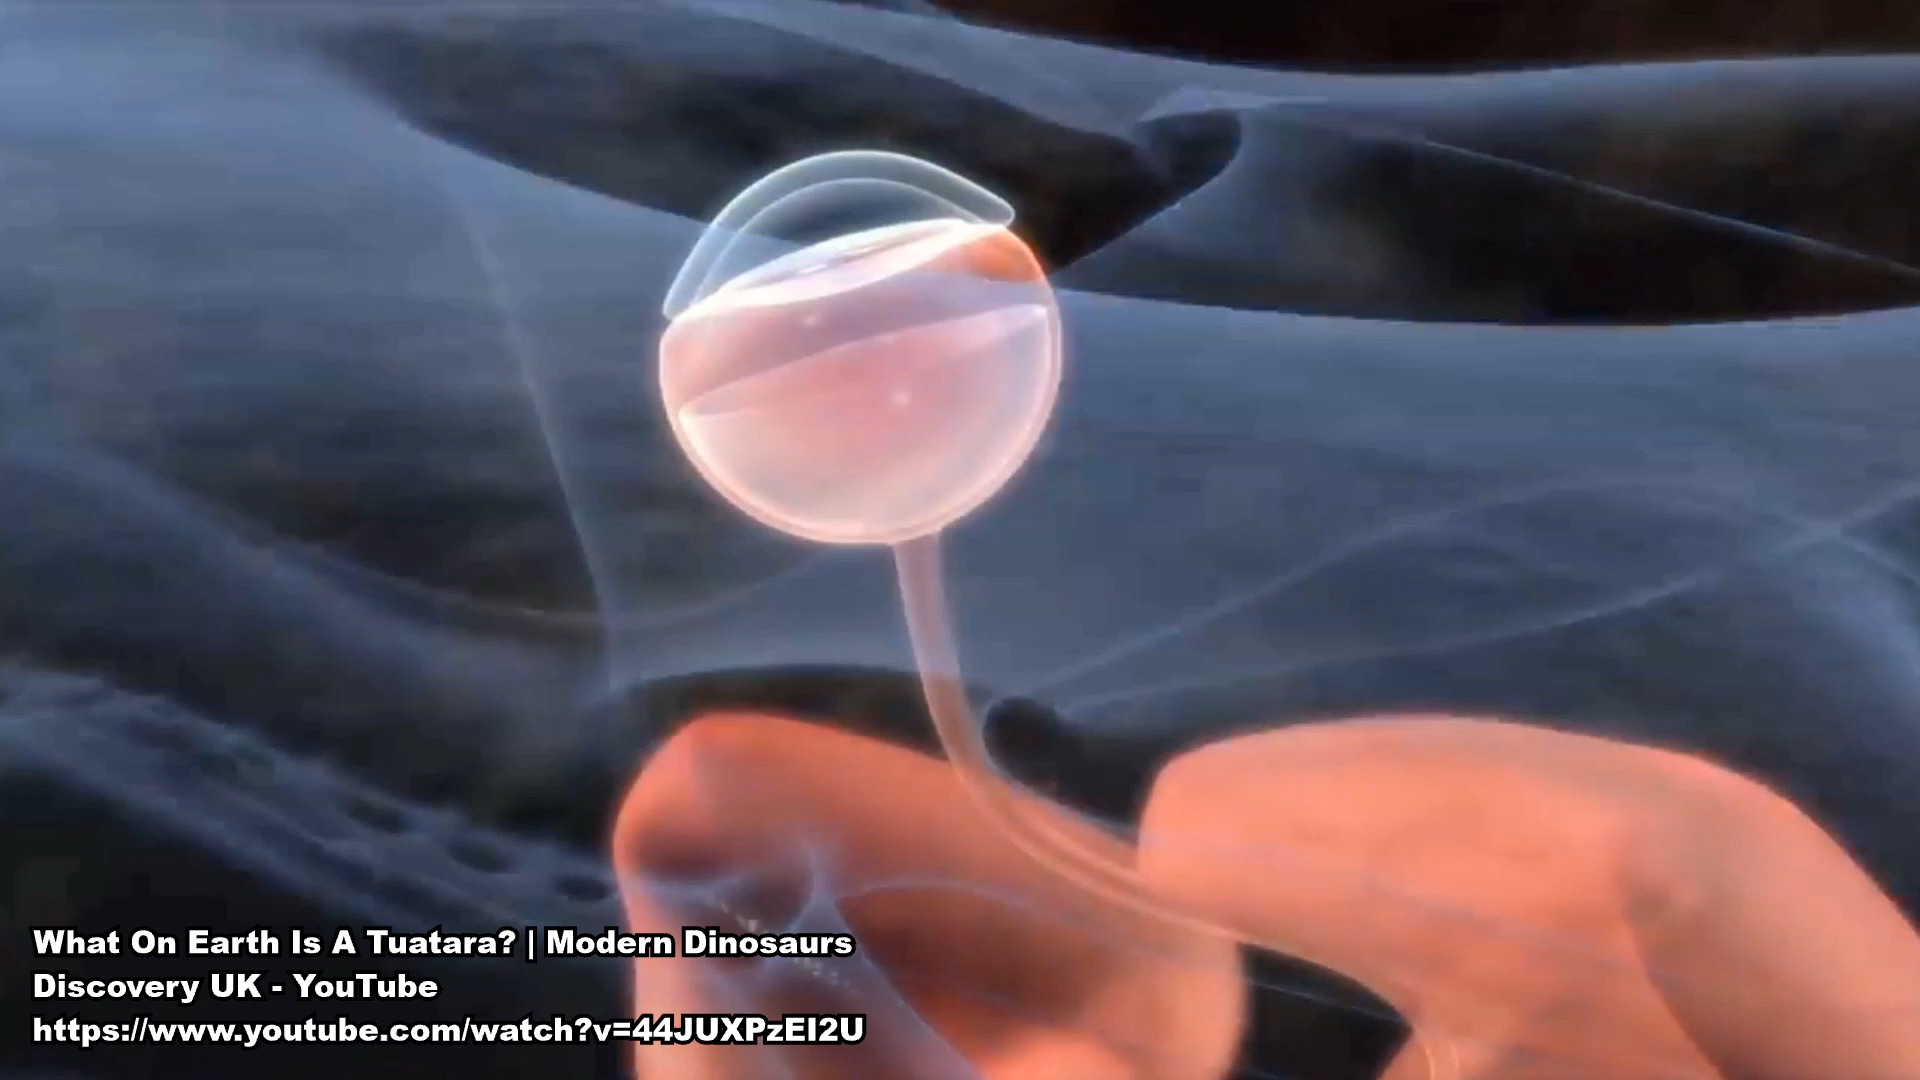 What On Earth Is A Tuatara? | Modern Dinosaurs
Discovery UK - YouTube
https://www.youtube.com/watch?v=44JUXPzEI2U